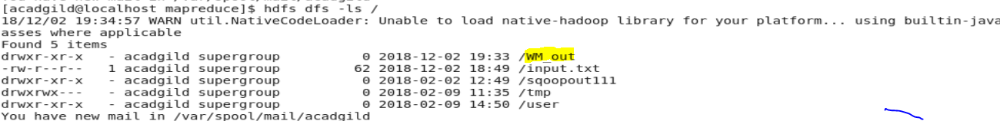 [acadgild@localhost mapreduce]$ hdfs dfs -ls /
18/12/02 19:34:57 WARN util.NativeCodeLoader: Unable to load native-hadoop library for your platform... using builtin-java
asses where applicable
Found 5 items
drwxr-xr-x   - acadgild supergroup          0 2018-12-02 19:33 /WM_out
-rw-r--r--   1 acadgild supergroup         62 2018-12-02 18:49 /input.txt
drwxr-xr-x   - acadgild supergroup          0 2018-02-02 12:49 /sqoopout111
drwxrwx---   - acadgild supergroup          0 2018-02-09 11:35 /tmp
drwxr-xr-x   - acadgild supergroup          0 2018-02-09 14:50 /user
You have new mail in /var/spool/mail/acadgild